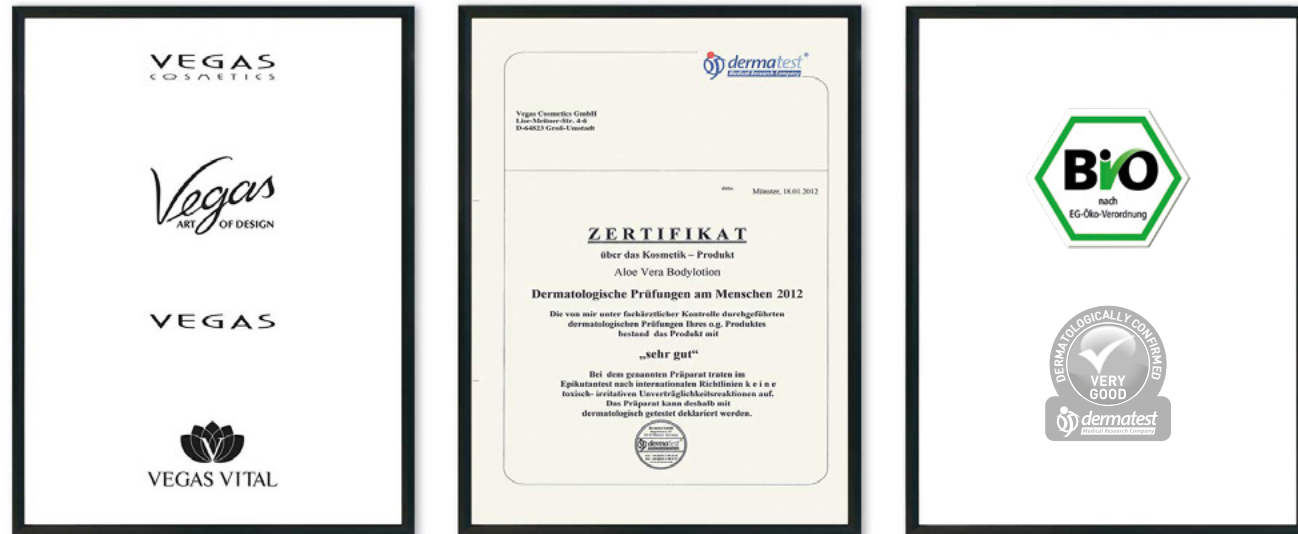 VEGAS
COSMETICS
Vegas
ART OF DESIGN
VEGAS
VEGAS VITAL
dermatest®
Medical Research Company
Vegas Cosmetics GmbH
Lise-Meitner-Str. 4-6
D-64823 Groß-Umstadt
Münster, 18.01.2012
ZERTIFIKAT
über das Kosmetik – Produkt
Aloe Vera Bodylotion
Dermatologische Prüfungen am Menschen 2012
Die von mir unter fachärztlicher Kontrolle durchgeführten
dermatologischen Prüfungen Ihres o.g. Produktes
bestand das Produkt mit
„sehr gut“
Bei dem genannten Präparat traten im
Epikutantest nach internationalen Richtlinien k e i n e
toxisch- irritativen Unverträglichkeitsreaktionen auf.
Das Präparat kann deshalb mit
dermatologisch getestet deklariert werden.
dermatest
BiO
nach
EG-Öko-Verordnung
DERMATOLOGICALLY CONFIRMED
VERY
GOOD
dermatest
Medical Research Company